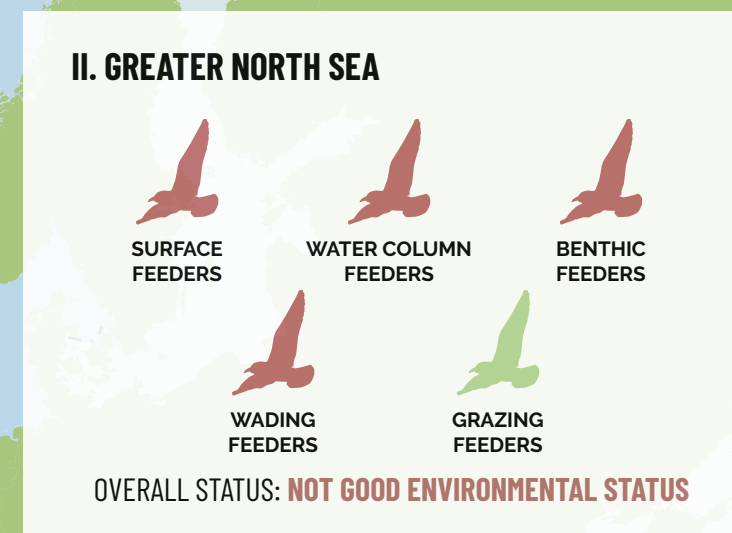 II. GREATER NORTH SEA
SURFACE
FEEDERS
WATER COLUMN
FEEDERS
BENTHIC
FEEDERS
WADING
FEEDERS
GRAZING
FEEDERS
OVERALL STATUS: NOT GOOD ENVIRONMENTAL STATUS